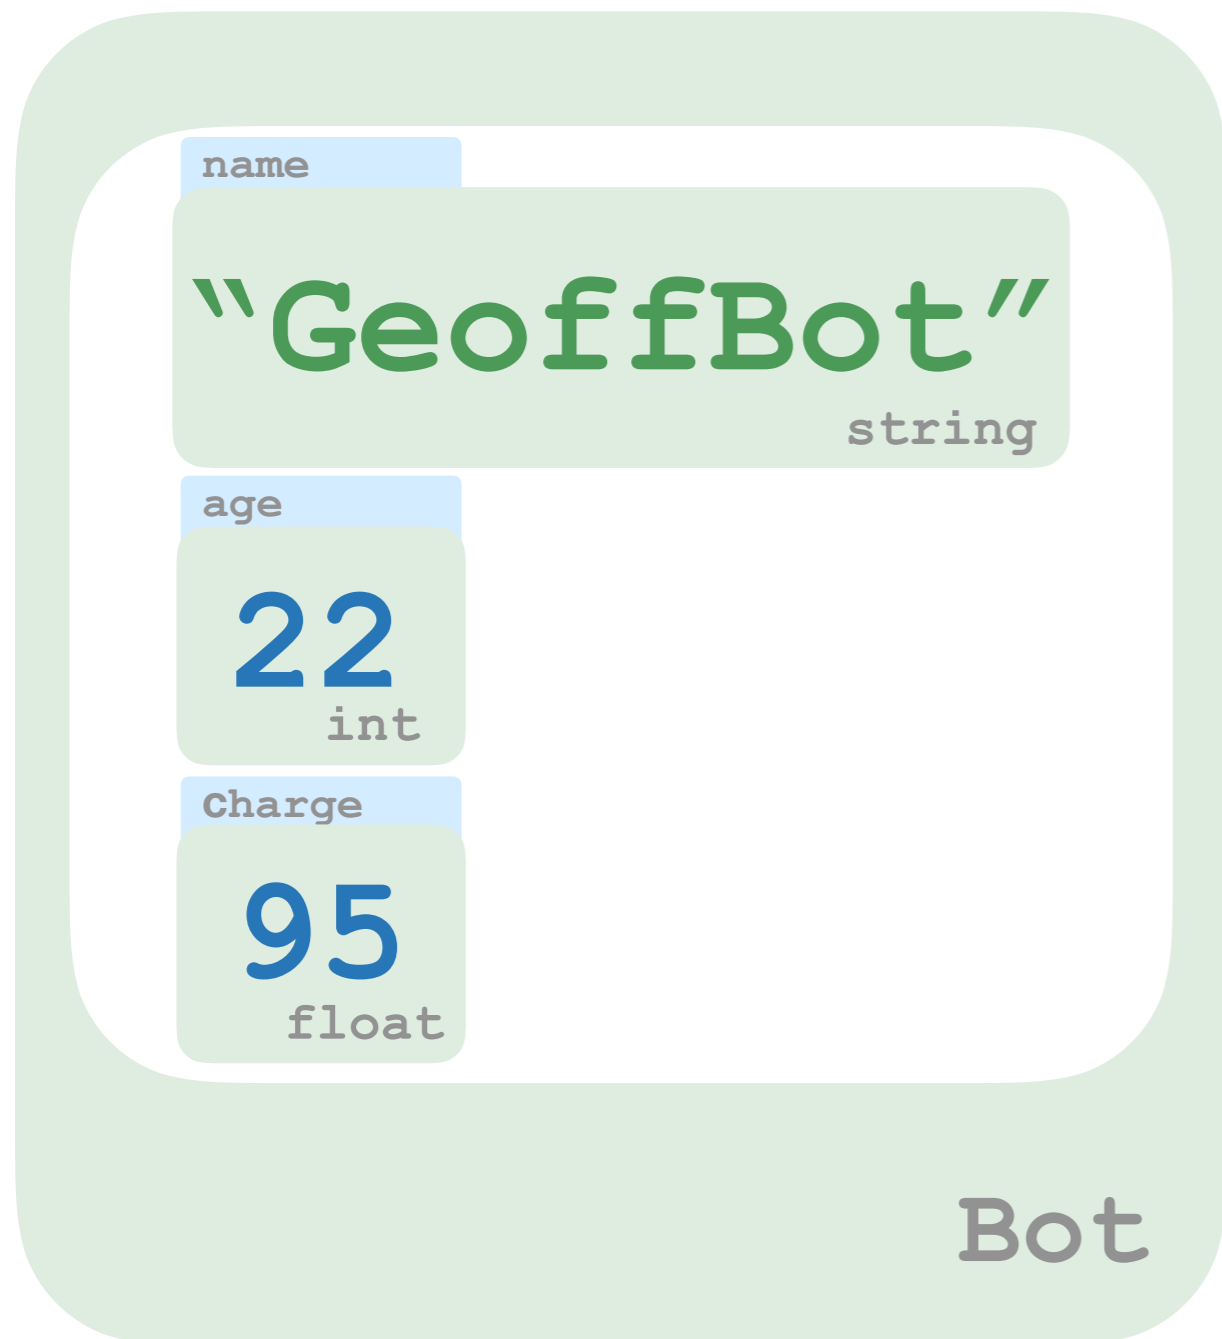 name
“GeoffBot”
string
age
22
int
Charge
95
float
Bot